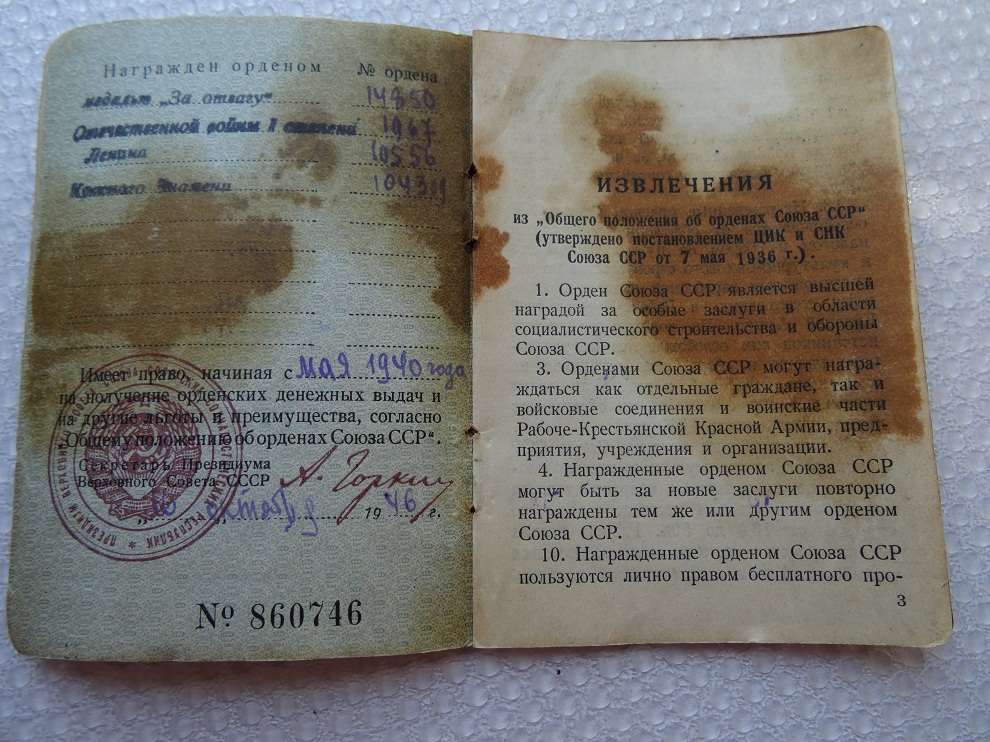 Награжден орденом № ордена
медалью „За отвагу“ 14850
Отечественной войны I степени 1967
Ленина 10556
Красного Знамени
Имеет право, начиная с мая 1940 года
на получение орденских денежных выдач и
на другие льготы и преимущества, согласно
„Общему положению об орденах Союза ССР“.
Секретарь Президиума
Верховного Совета СССР А. Горкин
„10 октября 1946 г.
№ 860746
ИЗВЛЕЧЕНИЯ
из „Общего положения об орденах Союза ССР“
(утверждено постановлением ЦИК и СНК
Союза ССР от 7 мая 1936 г.).
1. Орден Союза ССР является высшей
наградой за особые заслуги в области
социалистического строительства и обороны
Союза ССР.
3. Орденами Союза ССР могут награ-
ждаться как отдельные граждане, так и
войсковые соединения и воинские части
Рабоче-Крестьянской Красной Армии, пред-
приятия, учреждения и организации.
4. Награжденные орденом Союза ССР
могут быть за новые заслуги повторно
награждены тем же или другим орденом
Союза ССР.
10. Награжденные орденом Союза ССР
пользуются лично правом бесплатного про-
3